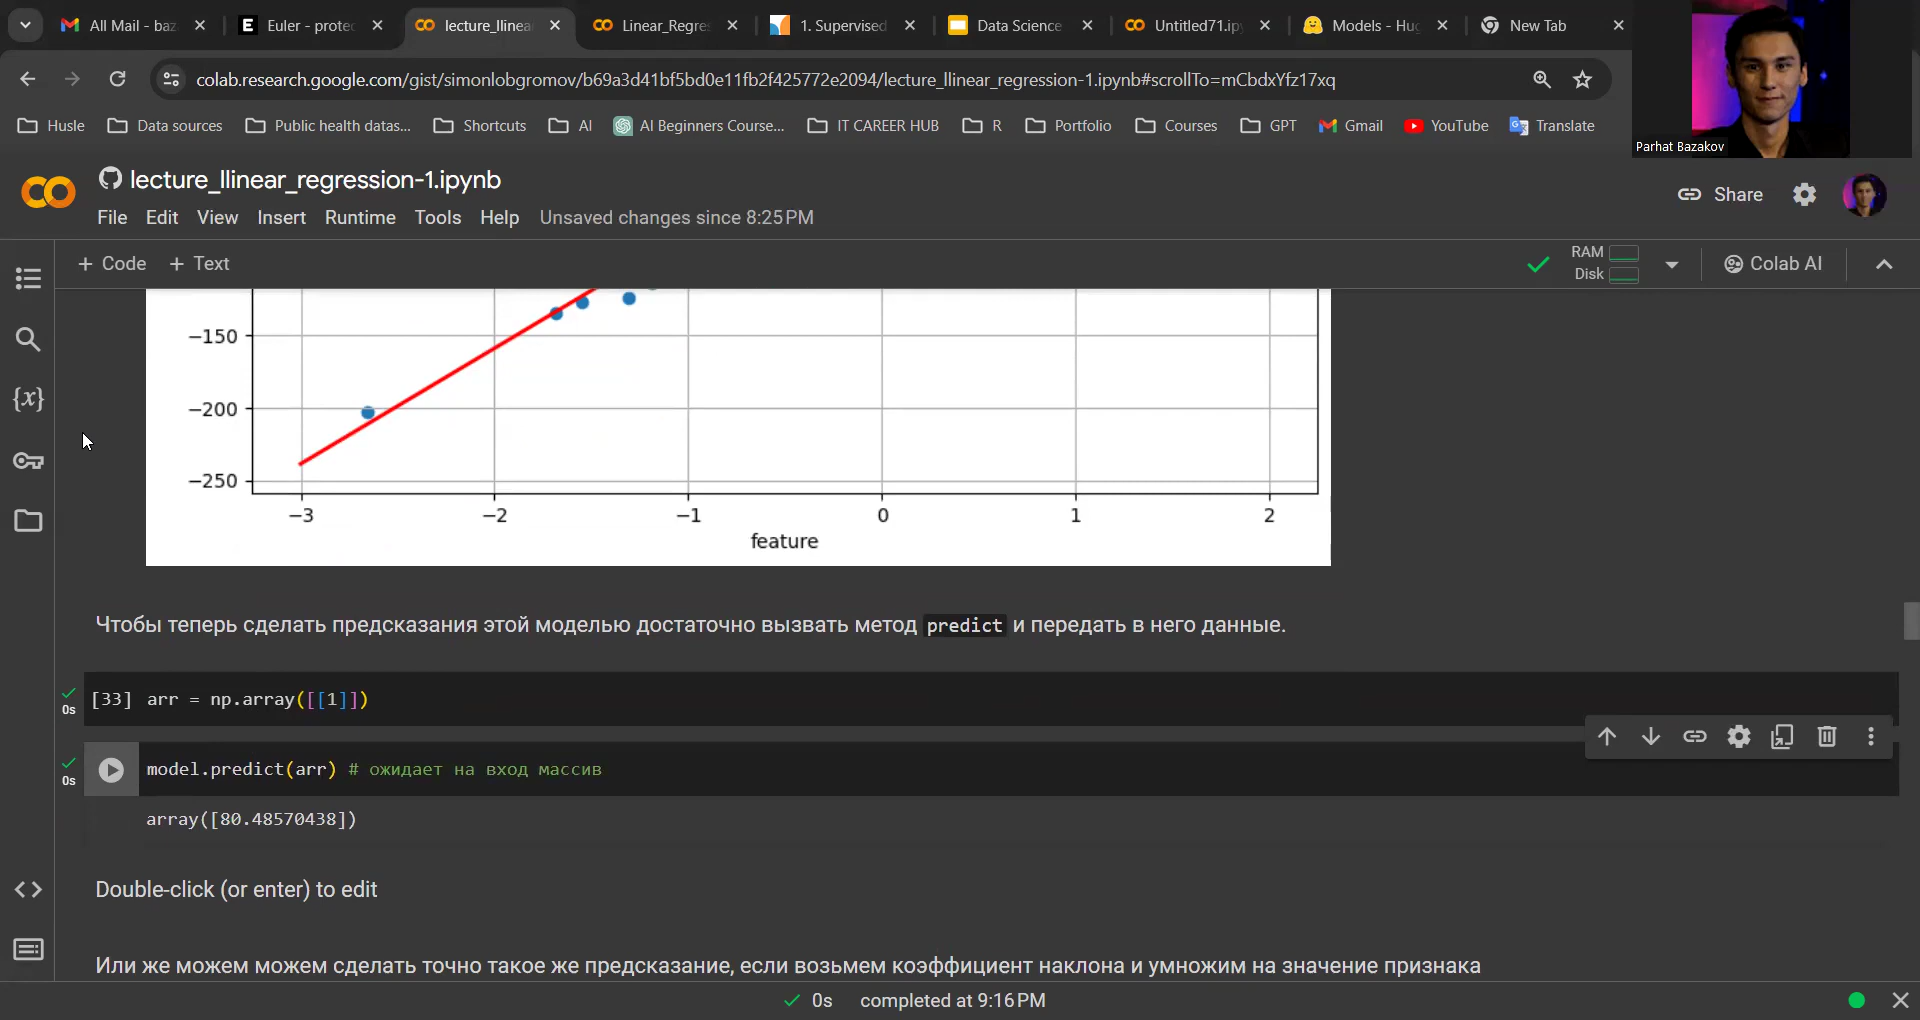 All Mail - baz
Euler - protec
lecture_llinea
Linear_Regres
1. Supervised
Data Science
Untitled71.ip
Models - Hug
New Tab
colab.research.google.com/gist/simonlobgromov/b69a3d41bf5bd0e11fb2f425772e2094/lecture_llinear_regression-1.ipynb#scrollTo=mCbdxYfz17xq
Husle
Data sources
Public health datas...
Shortcuts
AI
AI Beginners Course...
IT CAREER HUB
R
Portfolio
Courses
GPT
Gmail
YouTube
Translate
Parhat Bazakov
lecture_llinear_regression-1.ipynb
Share
File Edit View Insert Runtime Tools Help Unsaved changes since 8:25 PM
+ Code + Text
RAM
Disk
Colab AI
−150
−200
−250
−3 −2 −1 0 1 2
feature
Чтобы теперь сделать предсказания этой моделью достаточно вызвать метод predict и передать в него данные.
0s
[33] arr = np.array([[1]])
0s
model.predict(arr) # ожидает на вход массив
array([80.48570438])
Double-click (or enter) to edit
Или же можем можем сделать точно такое же предсказание, если возьмем коэффициент наклона и умножим на значение признака
0s completed at 9:16 PM